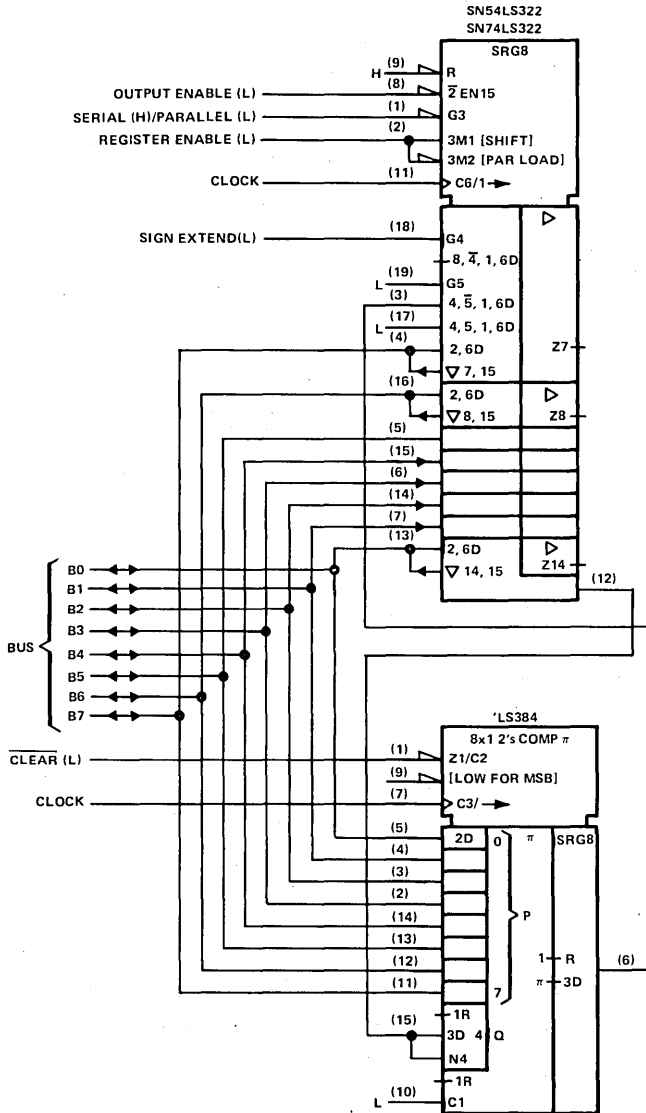 SN54LS322
SN74LS322
SRG8
H (9) R
OUTPUT ENABLE (L) (8) 2̅ EN15
SERIAL (H)/PARALLEL (L) (1) G3
REGISTER ENABLE (L) (2) 3M1 [SHIFT]
3M2 [PAR LOAD]
CLOCK (11) C6/1
SIGN EXTEND(L) (18) G4
8, 4̅, 1, 6D
L (19) G5
(3) 4, 5̅, 1, 6D
L (17) 4, 5, 1, 6D
(4) 2, 6D Z7
▽ 7, 15
(16) 2, 6D
▽ 8, 15 Z8
(5)
(15)
(6)
(14)
(7)
(13) 2, 6D
▽ 14, 15 Z14
(12)
BUS
B0
B1
B2
B3
B4
B5
B6
B7
'LS384
8x1 2's COMP π
C̅L̅E̅A̅R̅ (L) (1) Z1/C2
(9) [LOW FOR MSB]
CLOCK (7) C3/
(5) 2D 0 π SRG8
(4)
(3)
(2)
(14) P
(13)
(12) 1 R (6)
(11) 7 π 3D
1R
(15) 3D 4 Q
N4
1R
L (10) C1